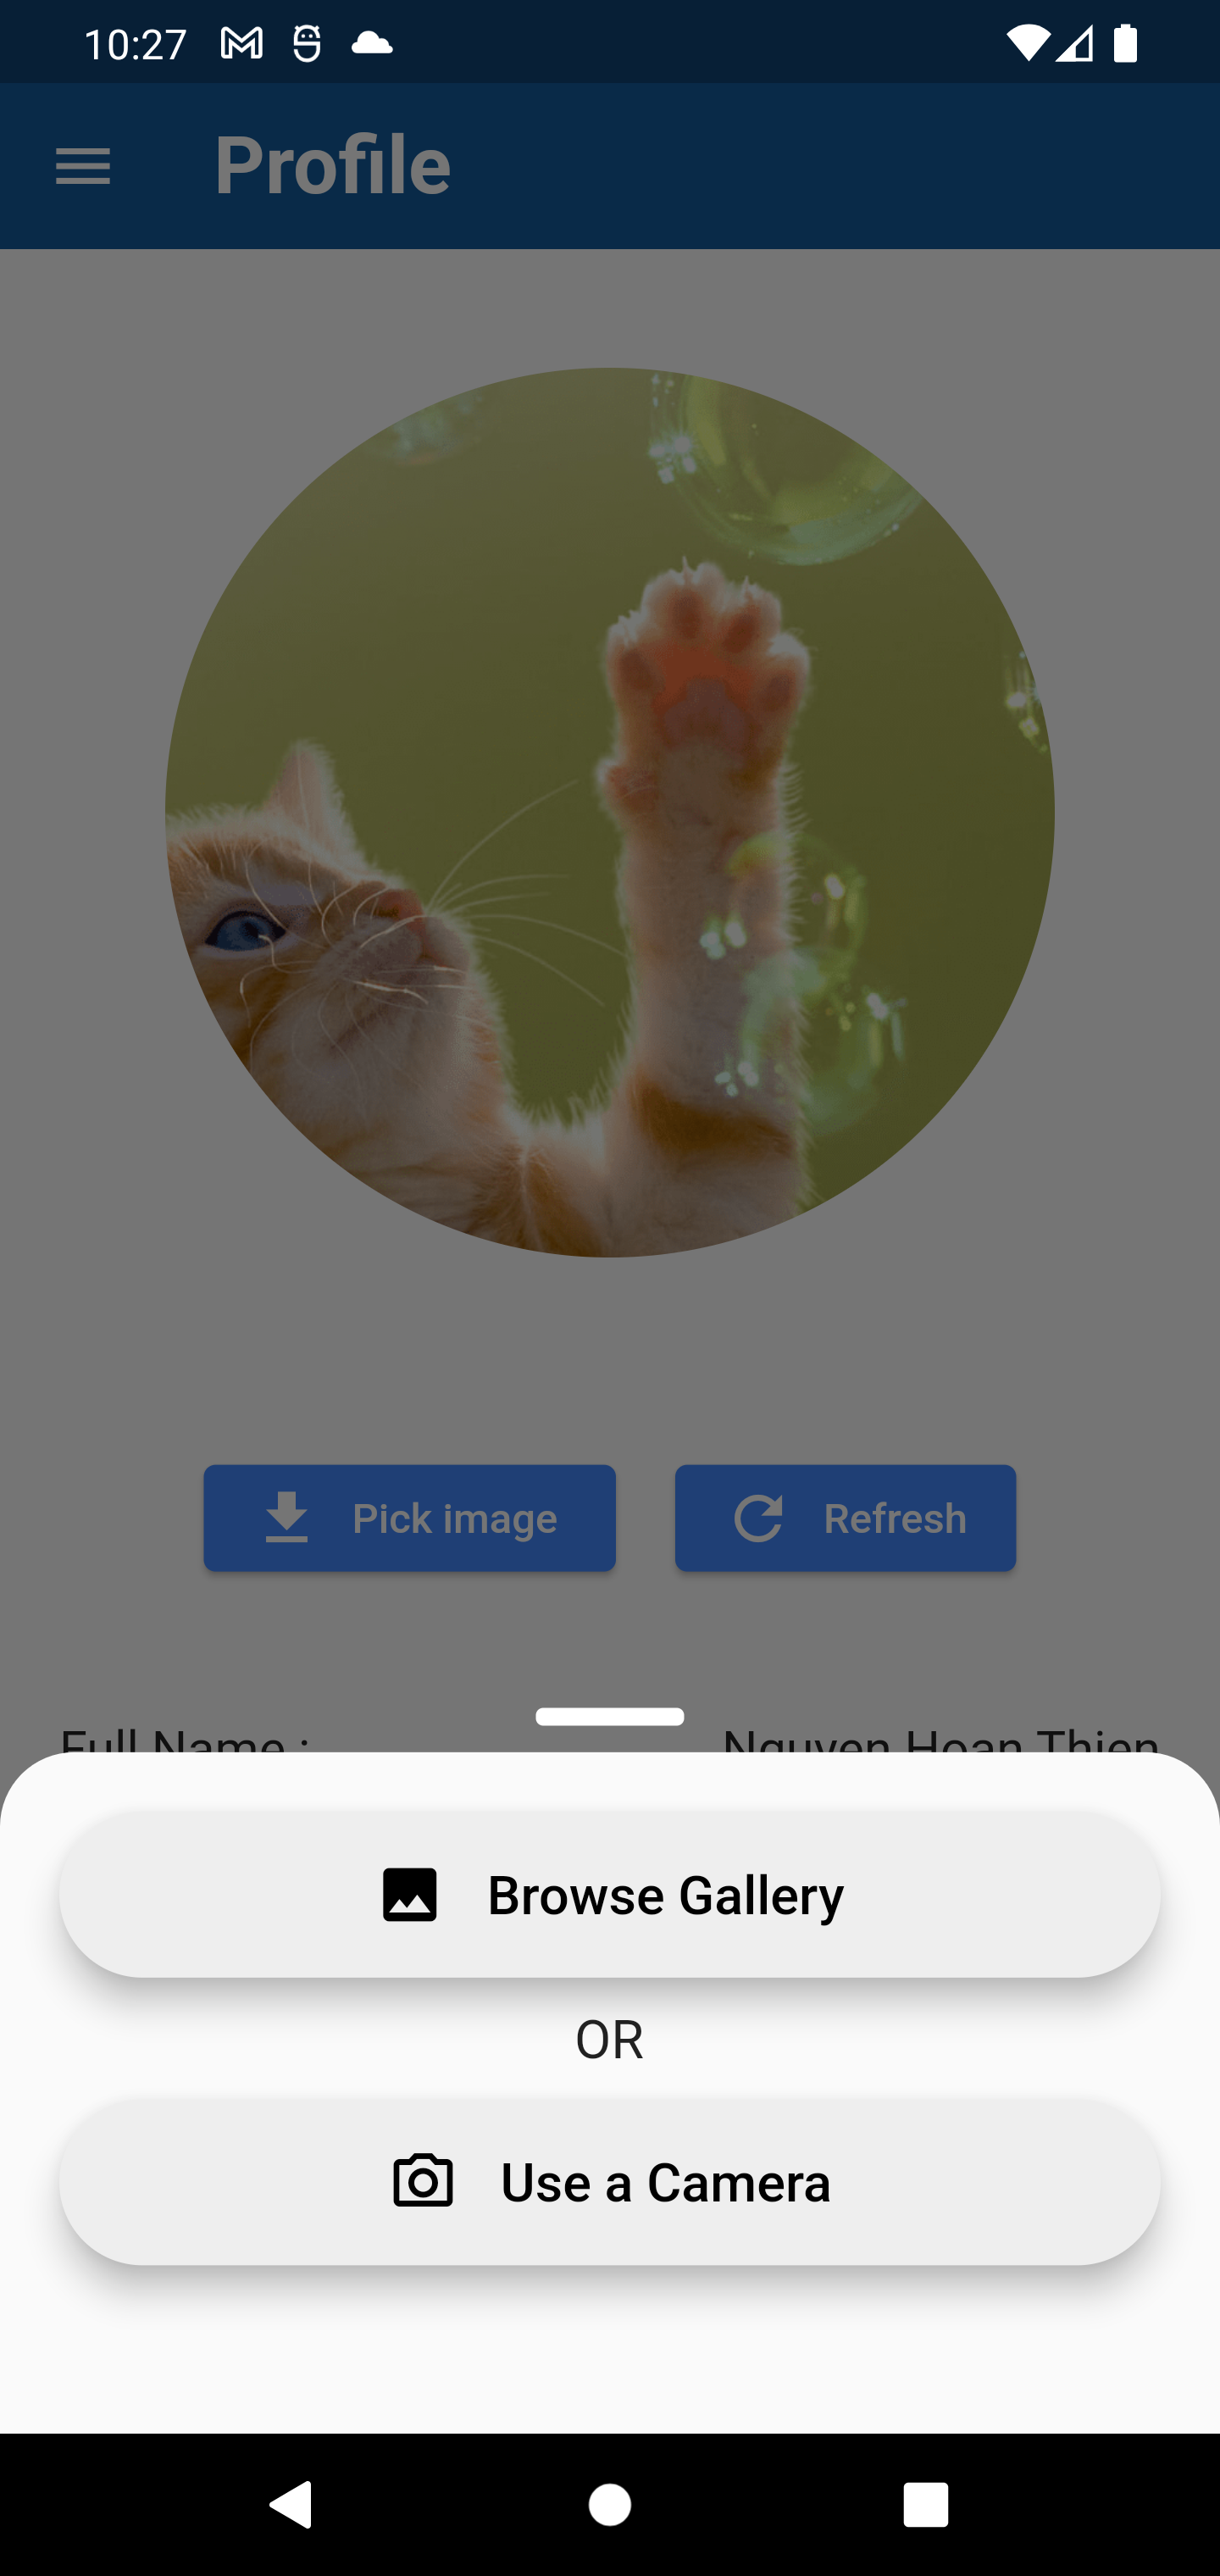 10:27
Profile
Pick image
Refresh
Full Name :
Nguyen Hoan Thien
Browse Gallery
OR
Use a Camera